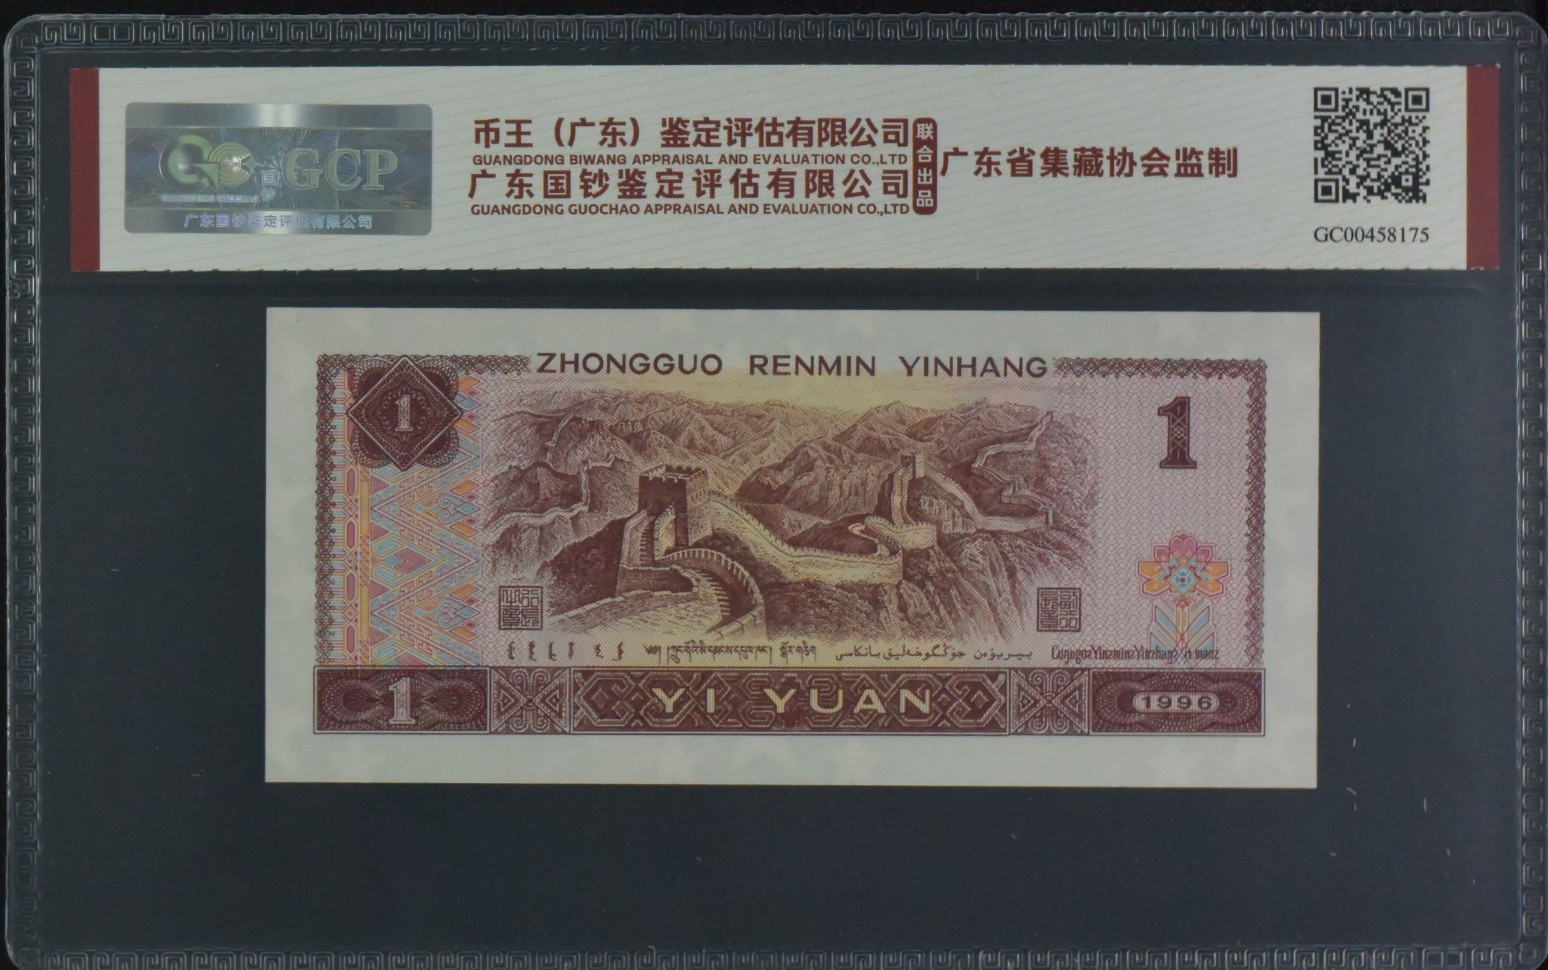 GCP
广东国钞鉴定评估有限公司
币王（广东）鉴定评估有限公司
GUANGDONG BIWANG APPRAISAL AND EVALUATION CO.,LTD
广东国钞鉴定评估有限公司
GUANGDONG GUOCHAO APPRAISAL AND EVALUATION CO.,LTD
联合出品
广东省集藏协会监制
GC00458175
ZHONGGUO RENMIN YINHANG
1
1
1
YI YUAN
1996